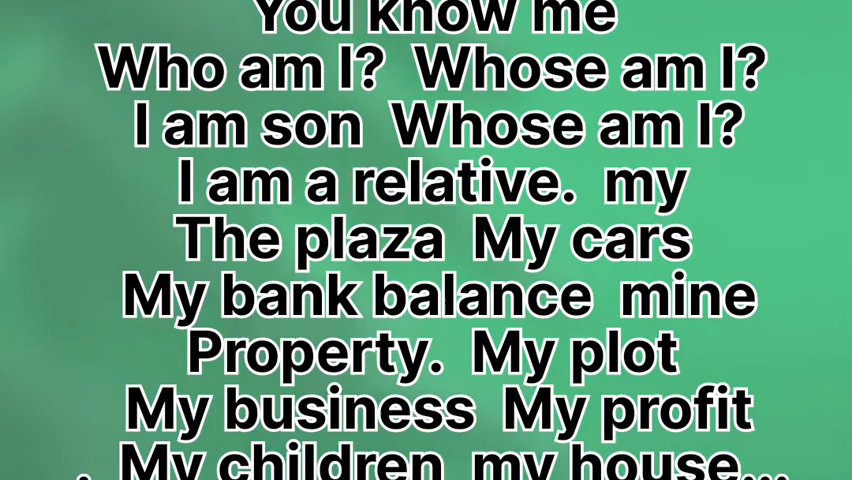 You know me
Who am I? Whose am I?
I am son Whose am I?
I am a relative. my
The plaza My cars
My bank balance mine
Property. My plot
My business My profit
. My children my house...